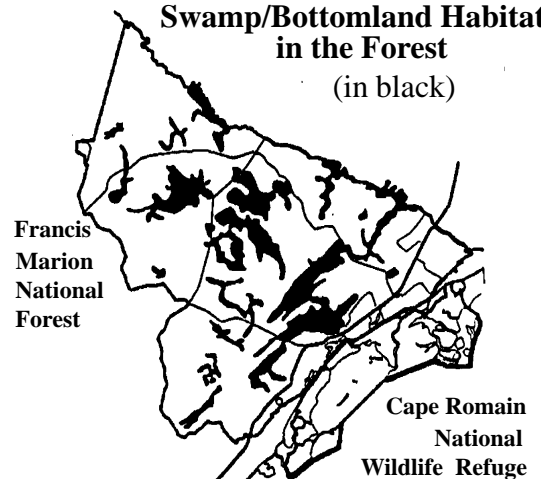 Swamp/Bottomland Habitat
in the Forest
(in black)
Francis
Marion
National
Forest
Cape Romain
National
Wildlife Refuge